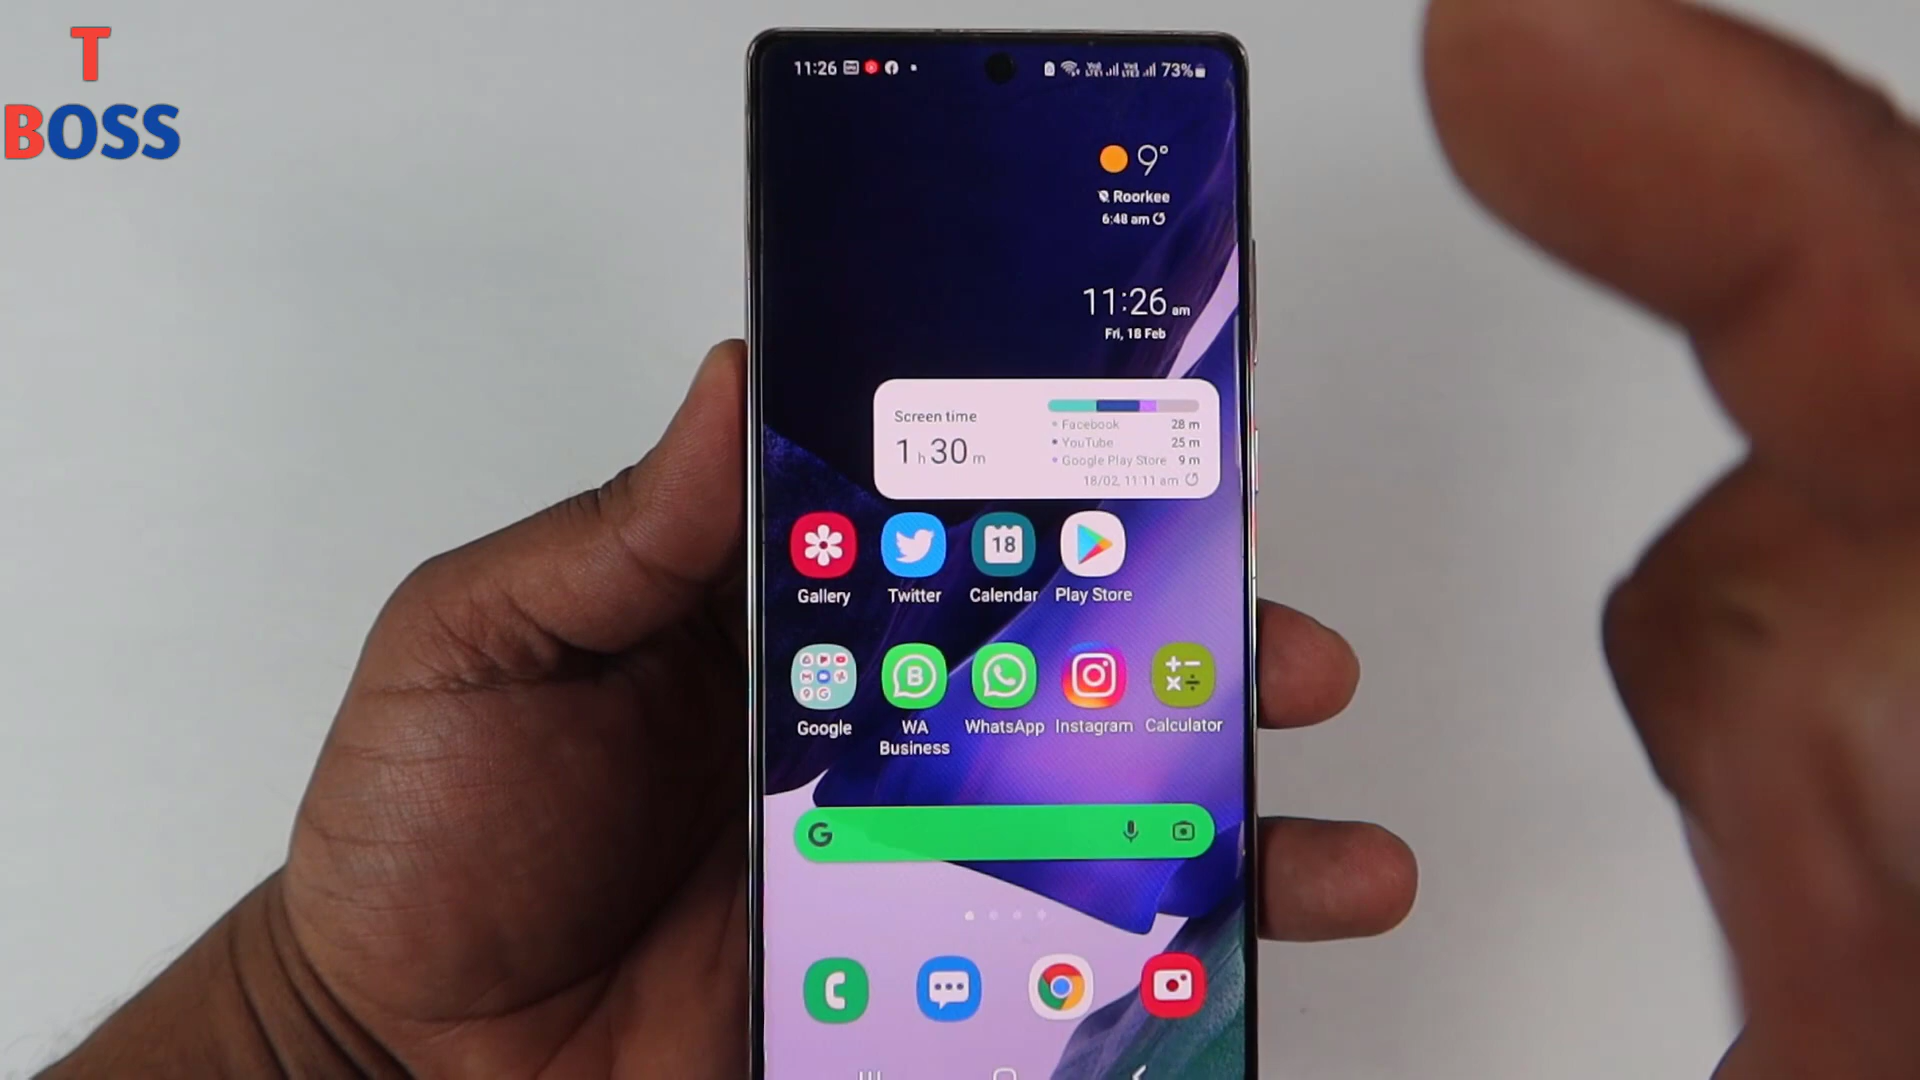 T
BOSS
11:26
73%
9°
Roorkee
6:48 am
11:26 am
Fri, 18 Feb
Screen time
1 h 30 m
Facebook 28 m
YouTube 25 m
Google Play Store 9 m
18/02, 11:11 am
18
Gallery
Twitter
Calendar
Play Store
B
Google
WA
Business
WhatsApp
Instagram
Calculator
G